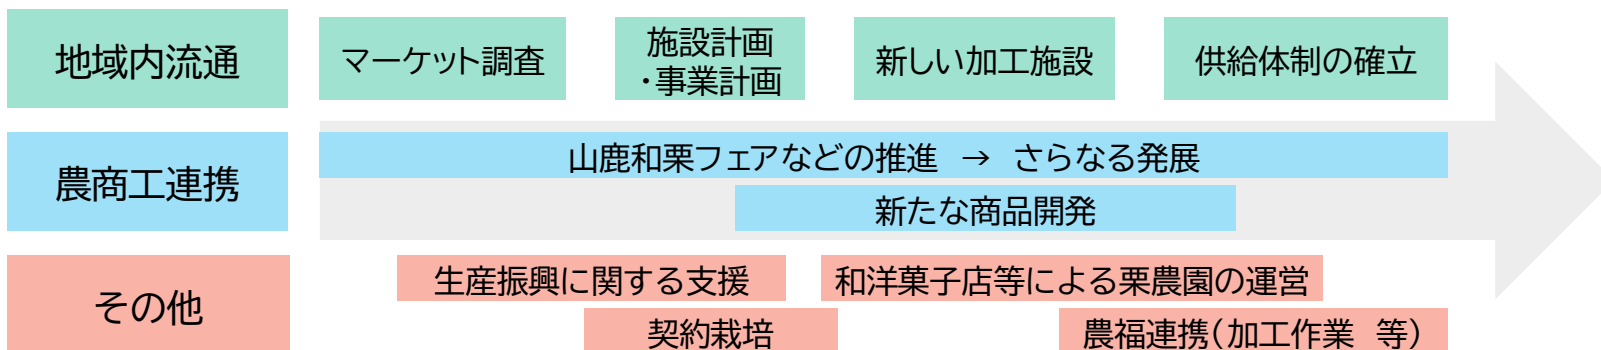 地域内流通
マーケット調査
施設計画
・事業計画
新しい加工施設
供給体制の確立
農商工連携
山鹿和栗フェアなどの推進 → さらなる発展
新たな商品開発
その他
生産振興に関する支援
和洋菓子店等による栗農園の運営
契約栽培
農福連携(加工作業 等)